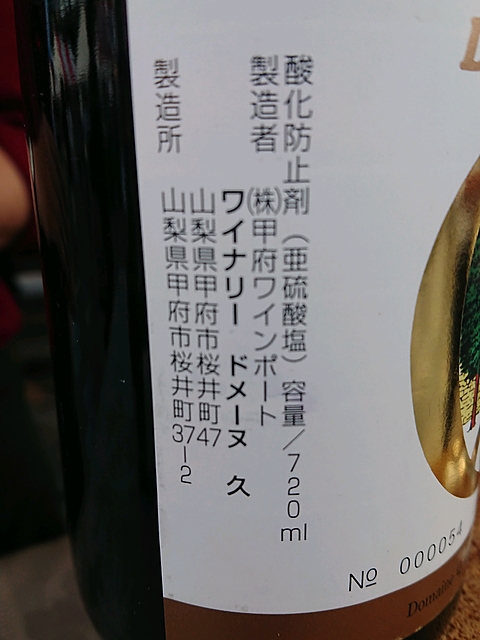 酸化防止剤（亜硫酸塩）容量／720ml
製造者 ㈱甲府ワインポート
ワイナリー ドメーヌ 久
山梨県甲府市桜井町47
製造所 山梨県甲府市桜井町37-2
№ 000054
Domaine